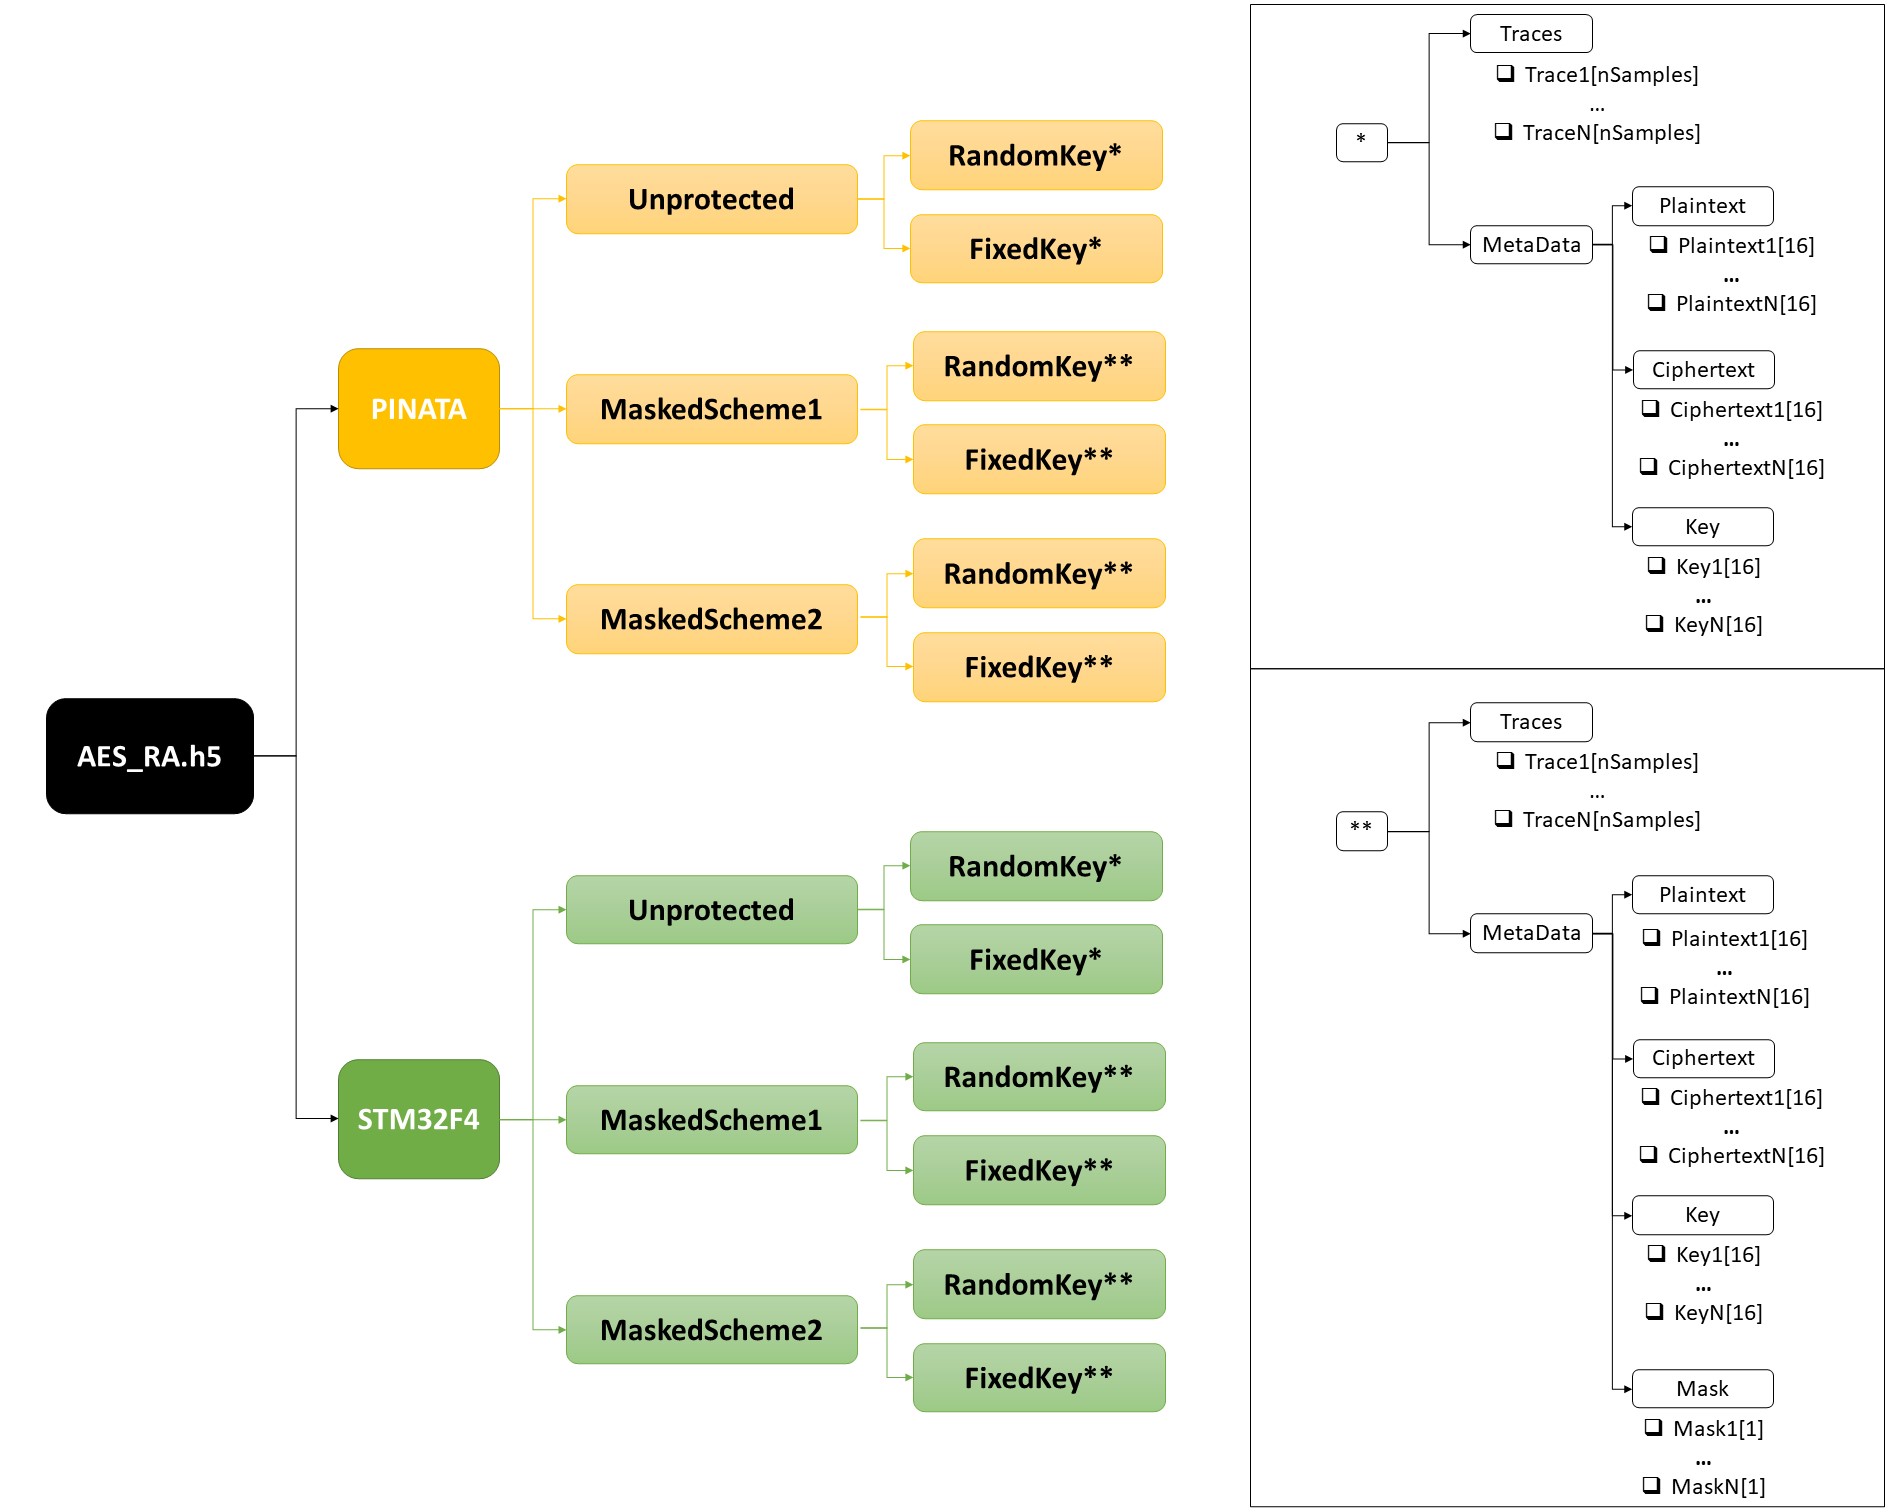 AES_RA.h5
PINATA
Unprotected
RandomKey*
FixedKey*
MaskedScheme1
RandomKey**
FixedKey**
MaskedScheme2
RandomKey**
FixedKey**
STM32F4
Unprotected
RandomKey*
FixedKey*
MaskedScheme1
RandomKey**
FixedKey**
MaskedScheme2
RandomKey**
FixedKey**
*
Traces
Trace1[nSamples]
...
TraceN[nSamples]
MetaData
Plaintext
Plaintext1[16]
...
PlaintextN[16]
Ciphertext
Ciphertext1[16]
...
CiphertextN[16]
Key
Key1[16]
...
KeyN[16]
**
Traces
Trace1[nSamples]
...
TraceN[nSamples]
MetaData
Plaintext
Plaintext1[16]
...
PlaintextN[16]
Ciphertext
Ciphertext1[16]
...
CiphertextN[16]
Key
Key1[16]
...
KeyN[16]
Mask
Mask1[1]
...
MaskN[1]